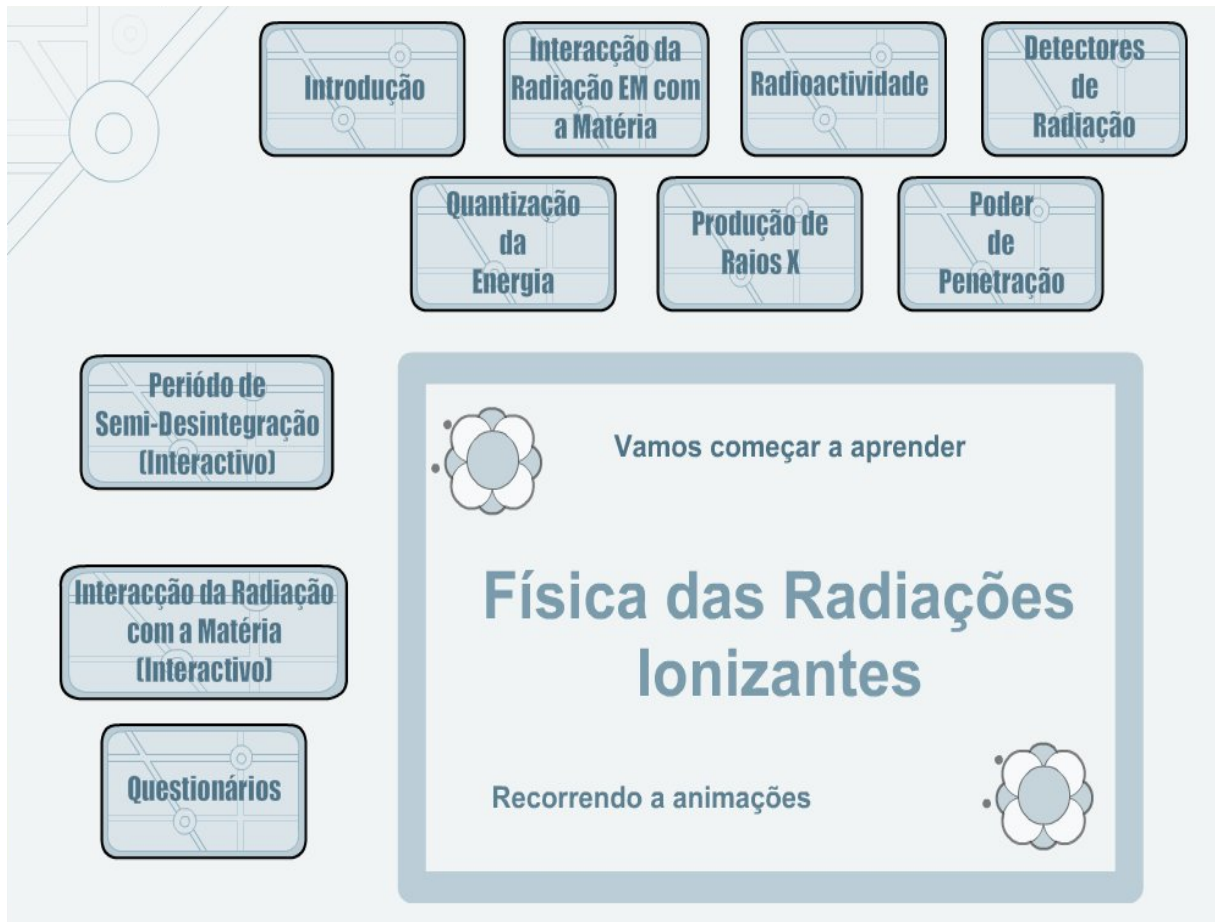 Introdução
Interacção da
Radiação EM com
a Matéria
Radioactividade
Detectores
de
Radiação
Quantização
da
Energia
Produção de
Raios X
Poder
de
Penetração
Periódo de
Semi-Desintegração
(Interactivo)
Interacção da Radiação
com a Matéria
(Interactivo)
Questionários
Vamos começar a aprender
Física das Radiações
Ionizantes
Recorrendo a animações